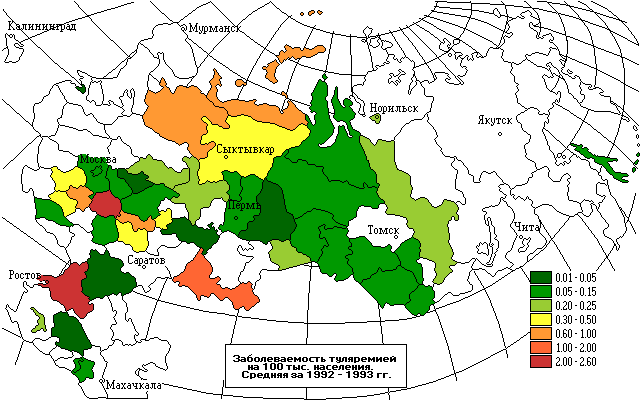 Калининград
Мурманск
Норильск
Якутск
Сыктывкар
Москва
Пермь
Томск
Чита
Саратов
Ростов
Махачкала
0.01 - 0.05
0.05 - 0.15
0.20 - 0.25
0.30 - 0.50
0.60 - 1.00
1.00 - 2.00
2.00 - 2.60
Заболеваемость туляремией
на 100 тыс. населения.
Средняя за 1992 - 1993 гг.